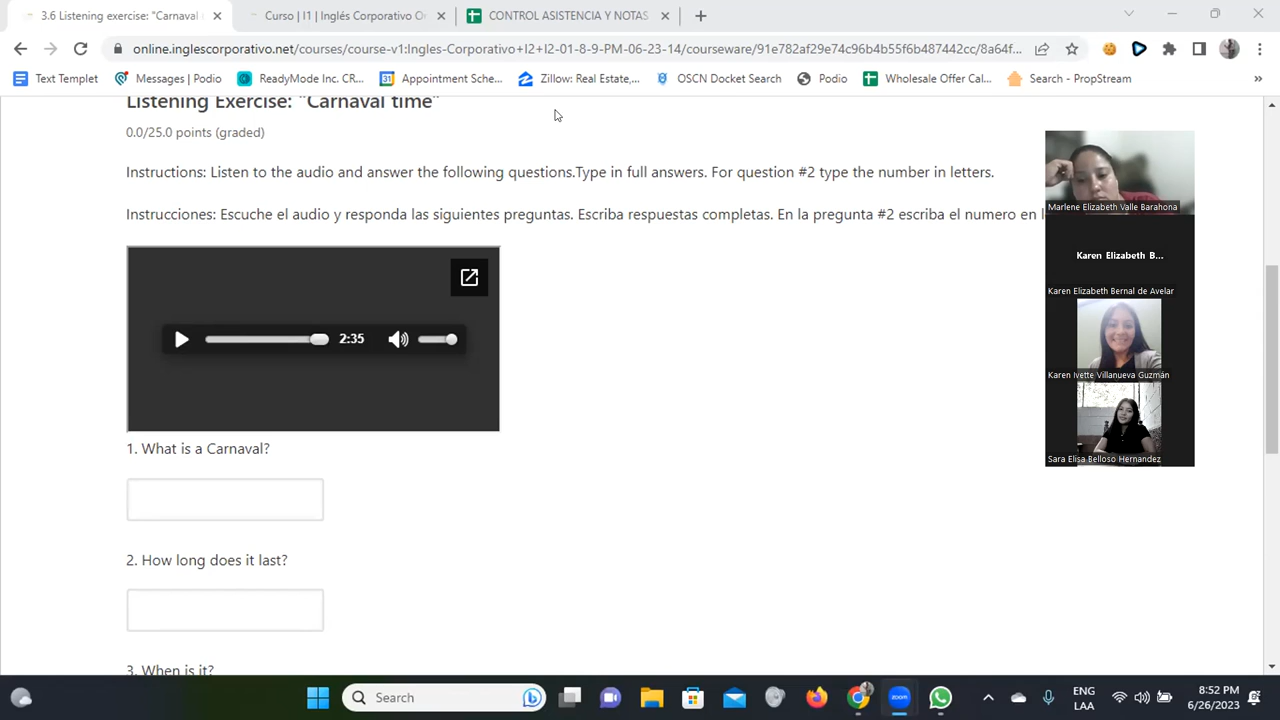 3.6 Listening exercise: "Carnaval
Curso | I1 | Inglés Corporativo O
CONTROL ASISTENCIA Y NOTAS
online.inglescorporativo.net/courses/course-v1:Ingles-Corporativo+I2+I2-01-8-9-PM-06-23-14/courseware/91e782af29e74c96b4b55f6b487442cc/8a64f...
Text Templet
Messages | Podio
ReadyMode Inc. CR...
Appointment Sche...
Zillow: Real Estate,...
OSCN Docket Search
Podio
Wholesale Offer Cal...
Search - PropStream
»
Listening Exercise: "Carnaval time"
0.0/25.0 points (graded)
Instructions: Listen to the audio and answer the following questions.Type in full answers. For question #2 type the number in letters.
Instrucciones: Escuche el audio y responda las siguientes preguntas. Escriba respuestas completas. En la pregunta #2 escriba el numero en l
2:35
1. What is a Carnaval?
2. How long does it last?
3. When is it?
Marlene Elizabeth Valle Barahona
Karen Elizabeth B...
Karen Elizabeth Bernal de Avelar
Karen Ivette Villanueva Guzmán
Sara Elisa Belloso Hernandez
Search
zoom
ENG
LAA
8:52 PM
6/26/2023